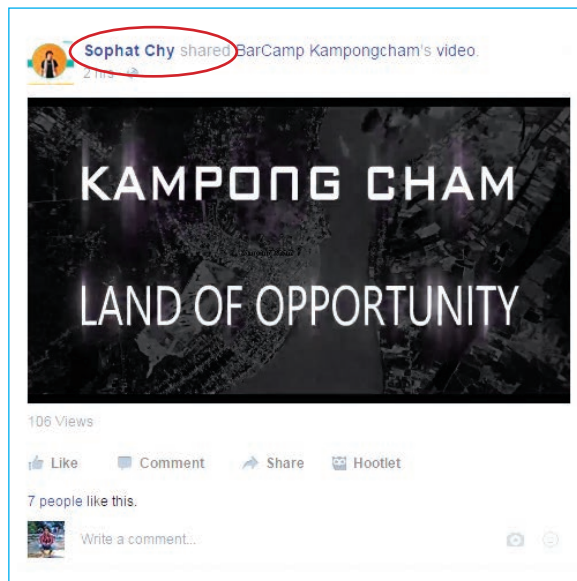 Sophat Chy shared BarCamp Kampongcham's video.
2 hrs
KAMPONG CHAM
LAND OF OPPORTUNITY
106 Views
Like Comment Share Hootlet
7 people like this.
Write a comment...